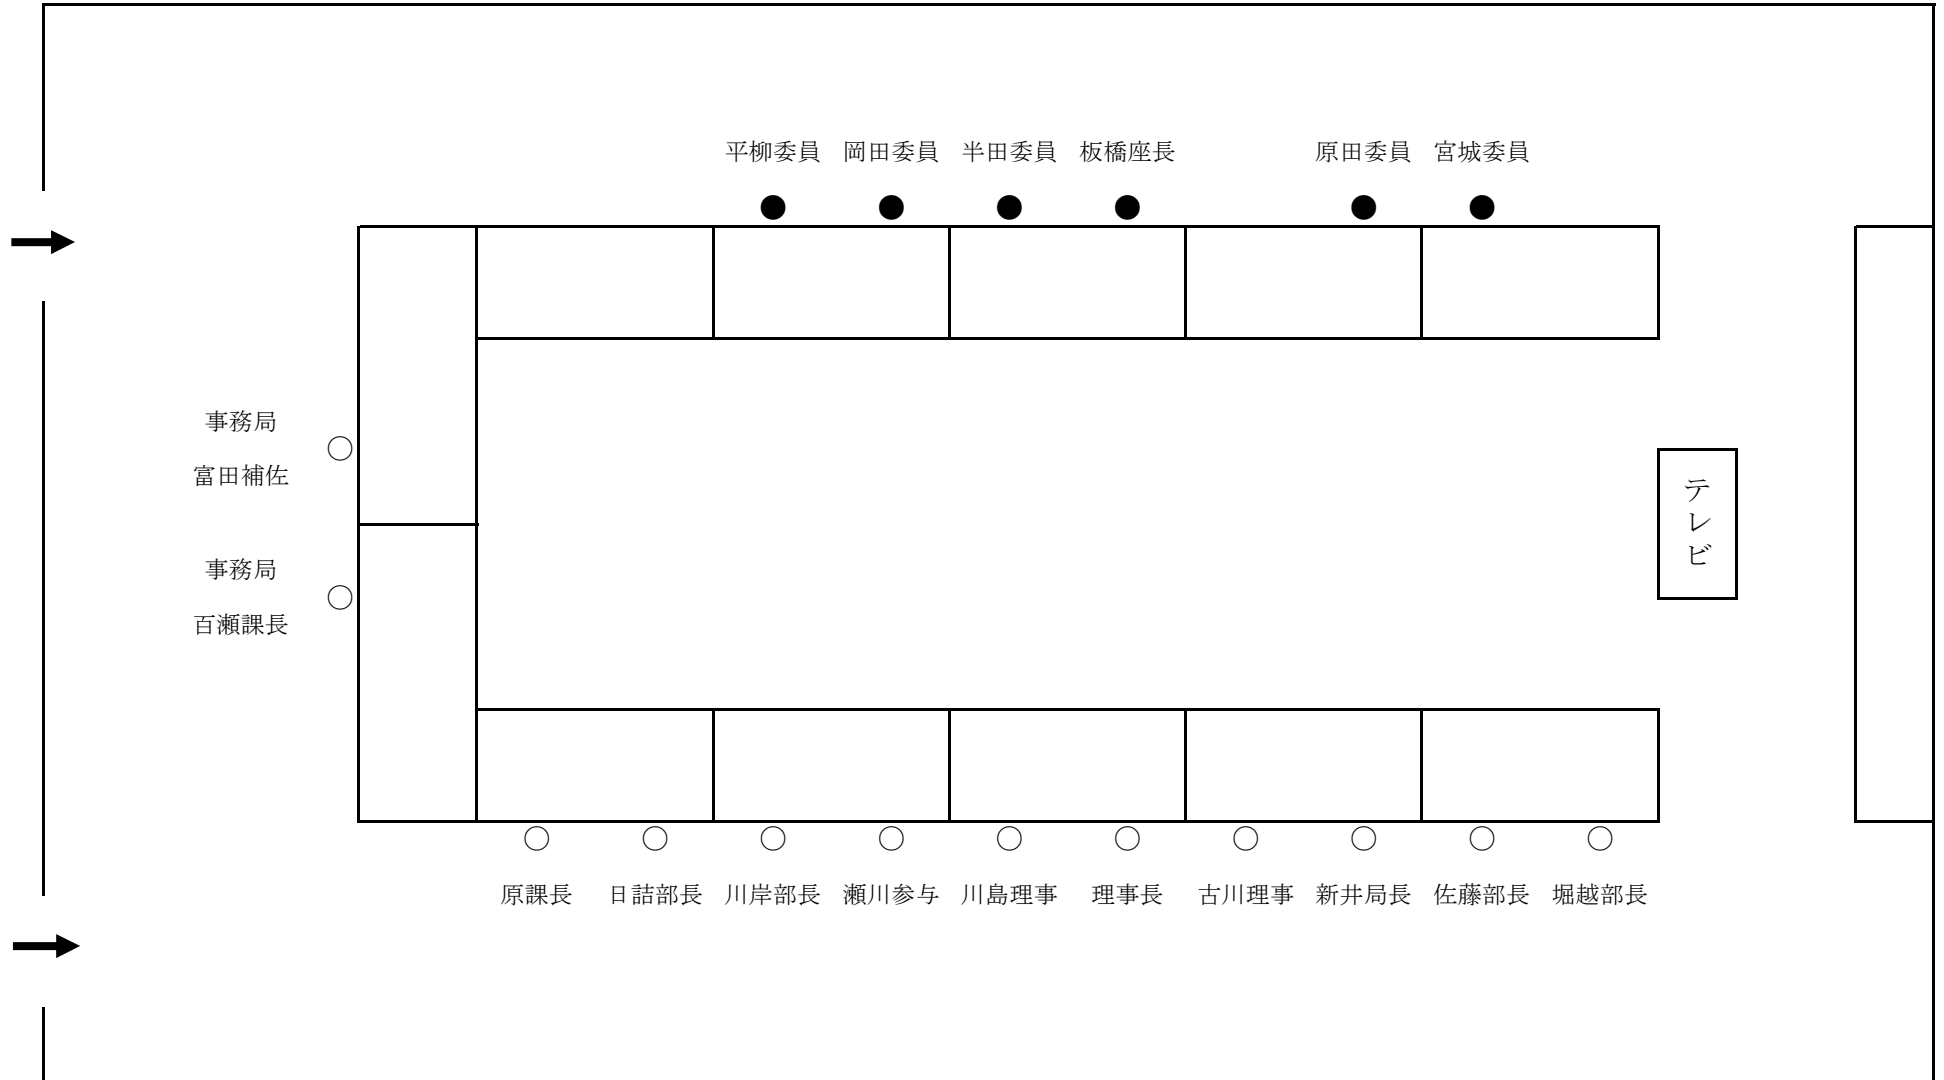 平柳委員 岡田委員 半田委員 板橋座長 原田委員 宮城委員
事務局
富田補佐
事務局
百瀬課長
テレビ
原課長 日詰部長 川岸部長 瀬川参与 川島理事 理事長 古川理事 新井局長 佐藤部長 堀越部長